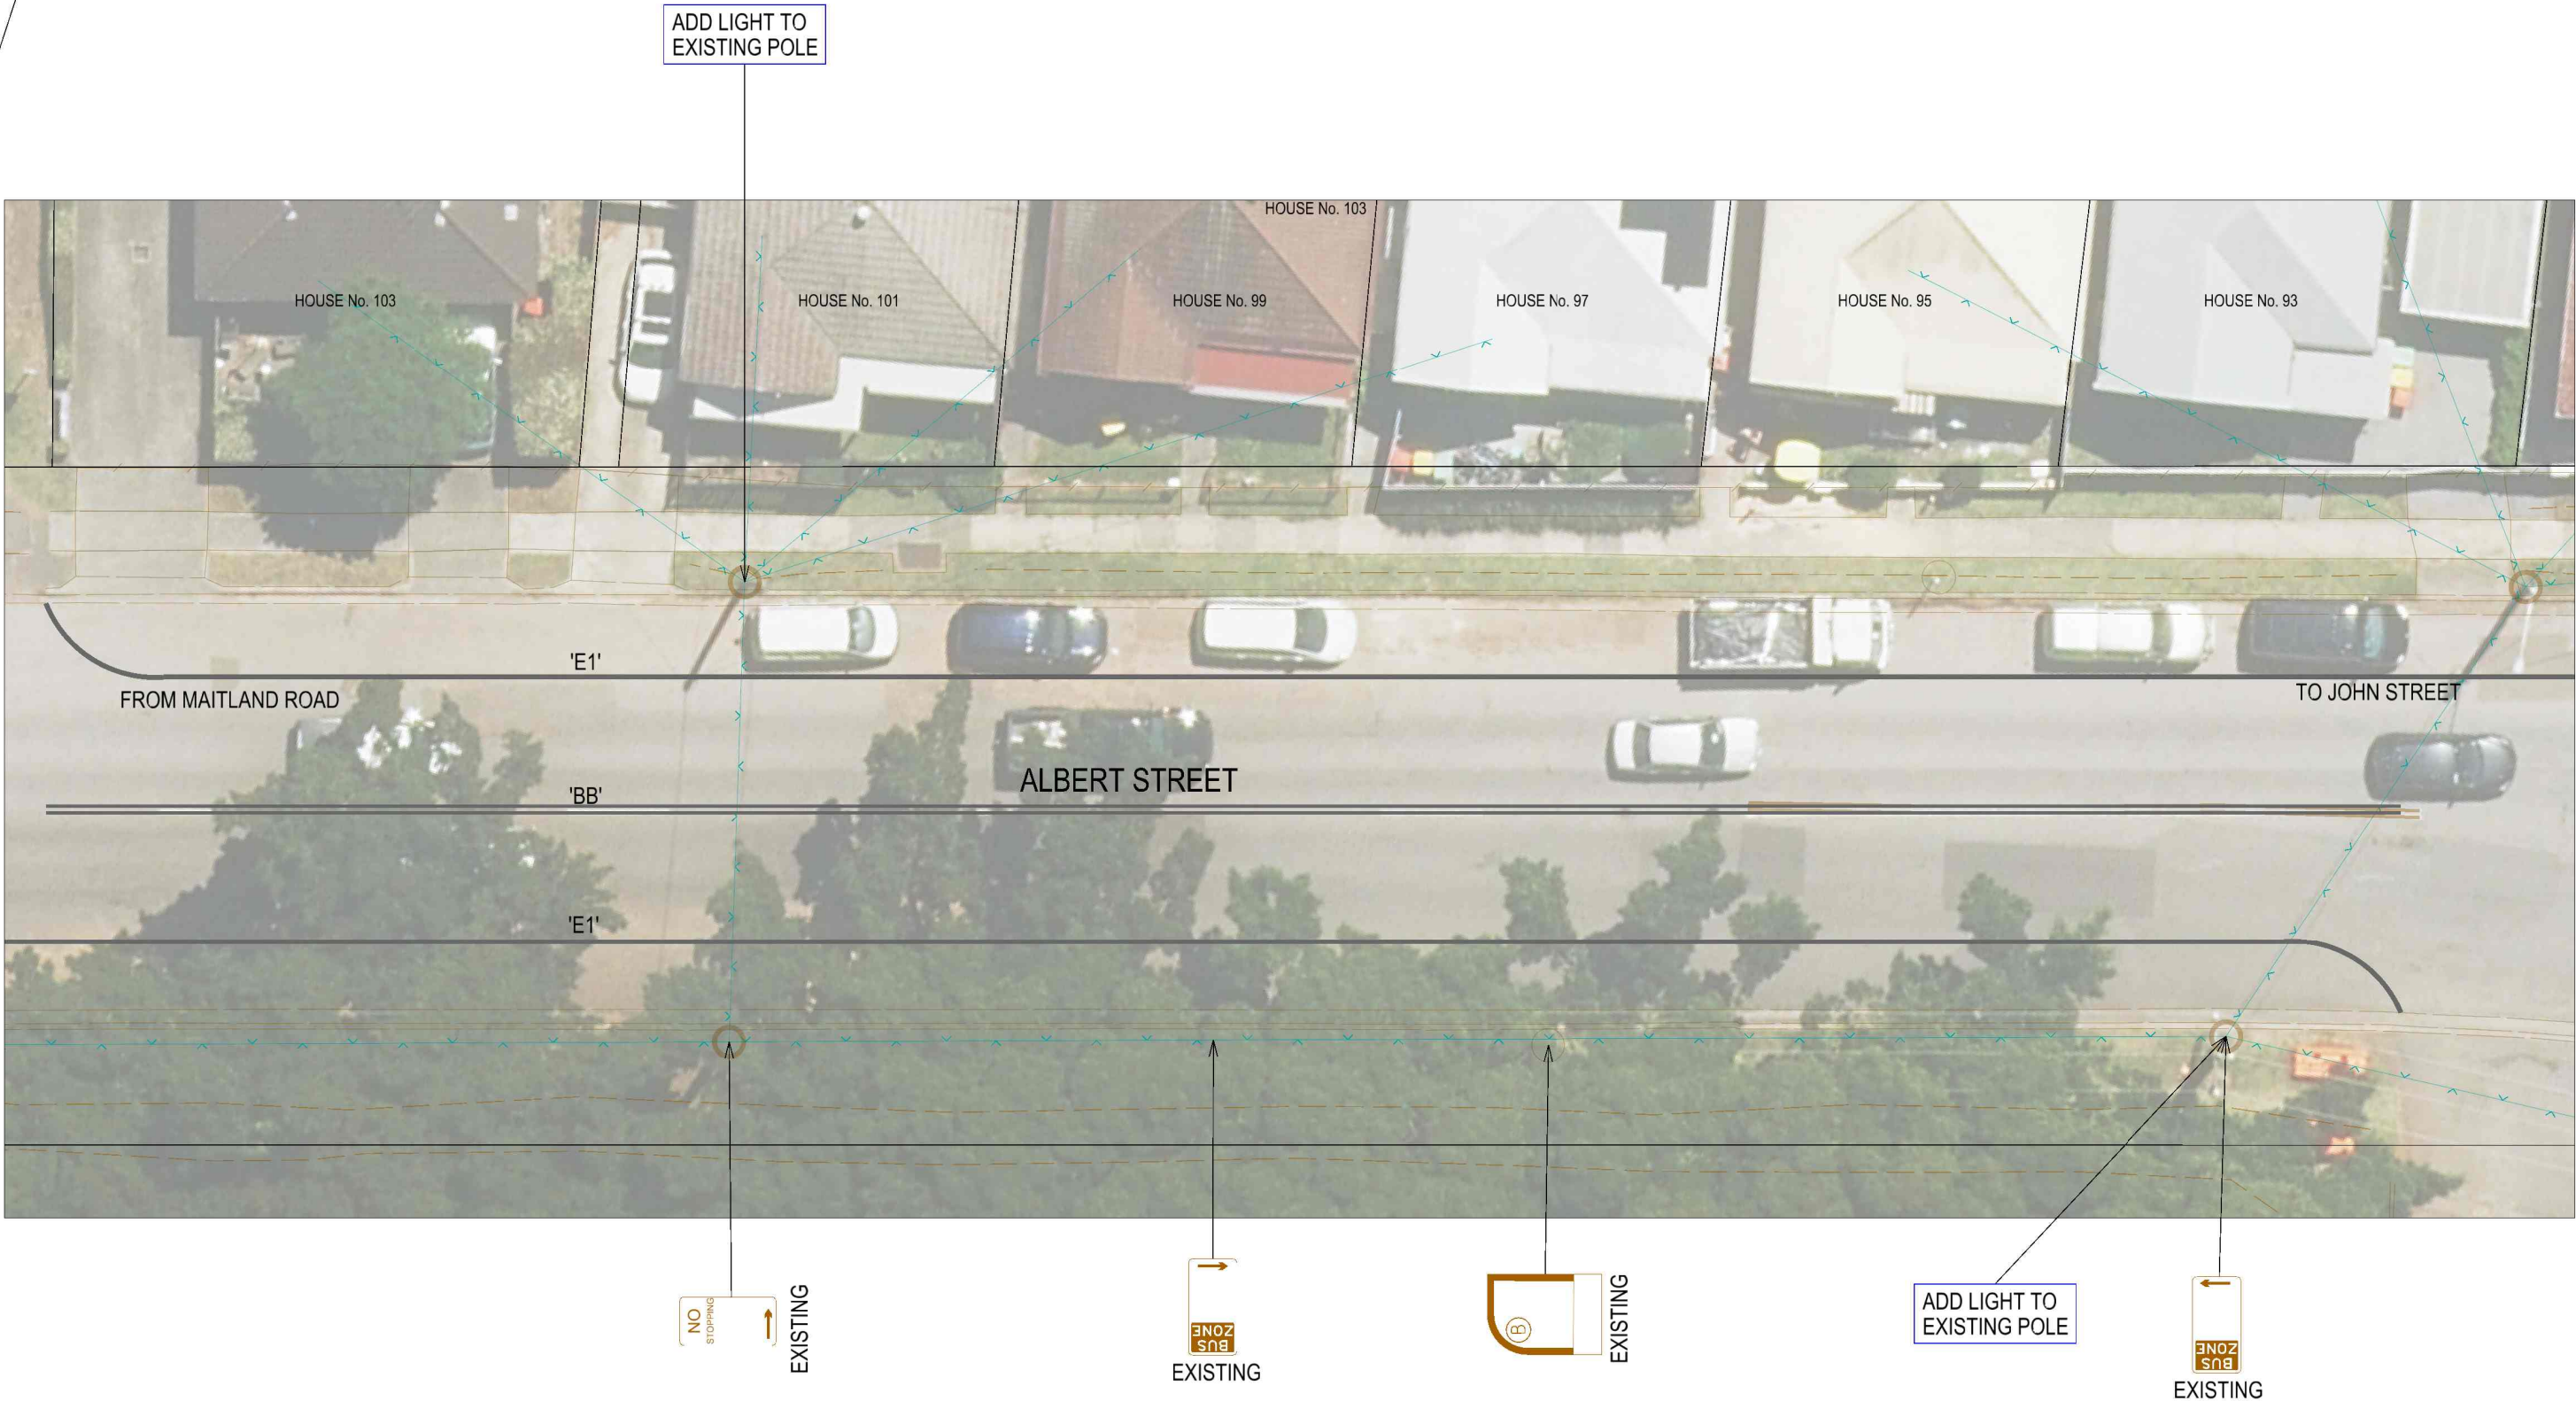 ADD LIGHT TO
EXISTING POLE
HOUSE No. 103
HOUSE No. 103
HOUSE No. 101
HOUSE No. 99
HOUSE No. 97
HOUSE No. 95
HOUSE No. 93
'E1'
FROM MAITLAND ROAD
TO JOHN STREET
ALBERT STREET
'BB'
'E1'
NO
STOPPING
EXISTING
BUS
ZONE
EXISTING
B
EXISTING
ADD LIGHT TO
EXISTING POLE
BUS
ZONE
EXISTING